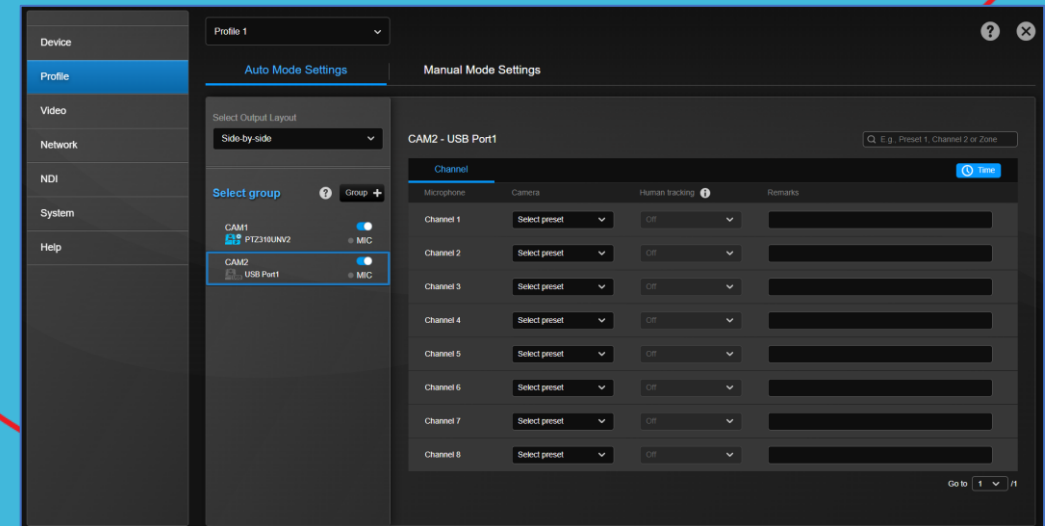 Device
Profile
Video
Network
NDI
System
Help
Profile 1
Auto Mode Settings
Manual Mode Settings
Select Output Layout
Side-by-side
Select group
?
Group +
CAM1
PTZ310UNV2
MIC
CAM2
USB Port1
MIC
CAM2 - USB Port1
E.g., Preset 1, Channel 2 or Zone
Channel
Time
Microphone Camera Human tracking Remarks
Channel 1 Select preset Off
Channel 2 Select preset Off
Channel 3 Select preset Off
Channel 4 Select preset Off
Channel 5 Select preset Off
Channel 6 Select preset Off
Channel 7 Select preset Off
Channel 8 Select preset Off
Go to 1 /1